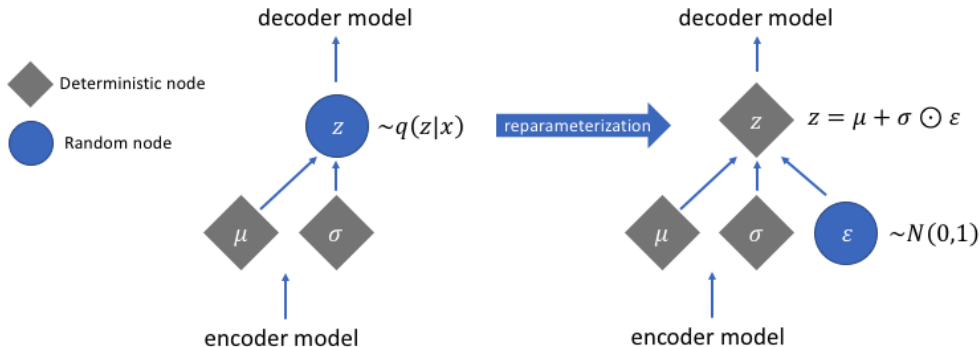 decoder model
decoder model
Deterministic node
Random node
z
~q(z|x)
reparameterization
z
z = μ + σ ⊙ ε
μ
σ
μ
σ
ε
~N(0,1)
encoder model
encoder model